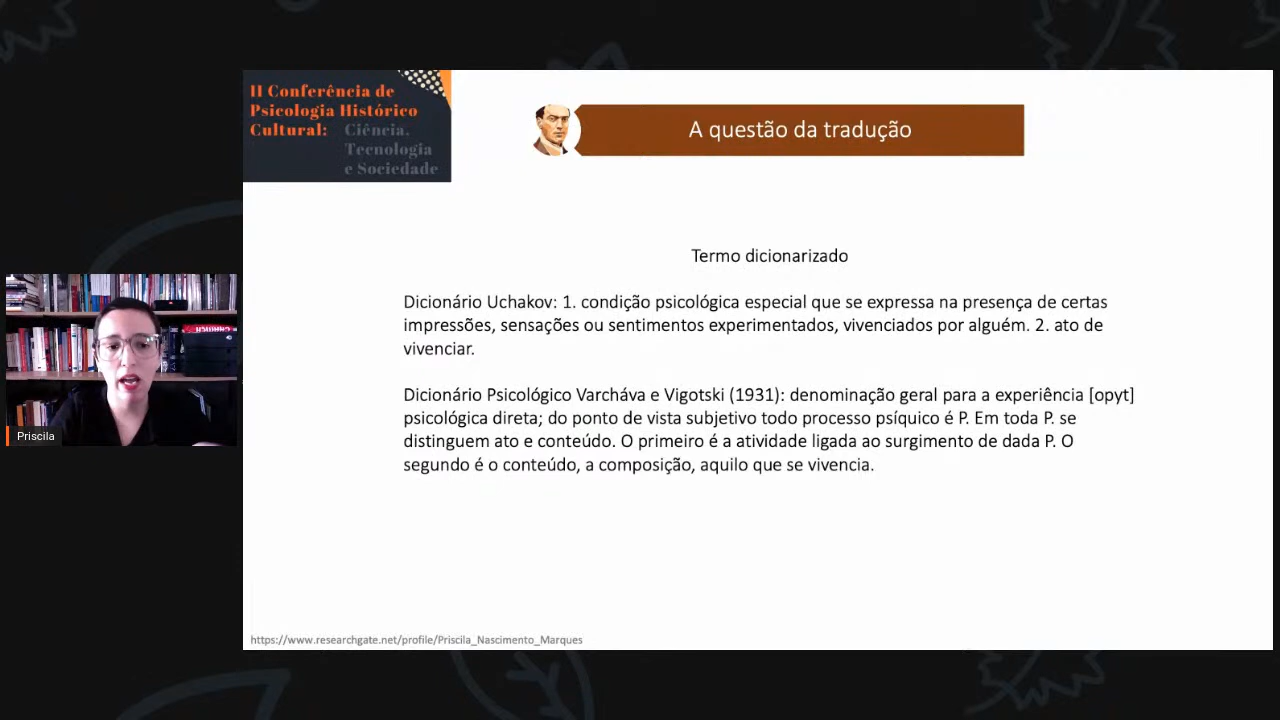 II Conferência de
Psicologia Histórico
Cultural: Ciência,
Tecnologia
e Sociedade
A questão da tradução
Termo dicionarizado
Dicionário Uchakov: 1. condição psicológica especial que se expressa na presença de certas
impressões, sensações ou sentimentos experimentados, vivenciados por alguém. 2. ato de
vivenciar.
Dicionário Psicológico Varcháva e Vigotski (1931): denominação geral para a experiência [opyt]
psicológica direta; do ponto de vista subjetivo todo processo psíquico é P. Em toda P. se
distinguem ato e conteúdo. O primeiro é a atividade ligada ao surgimento de dada P. O
segundo é o conteúdo, a composição, aquilo que se vivencia.
Priscila
https://www.researchgate.net/profile/Priscila_Nascimento_Marques